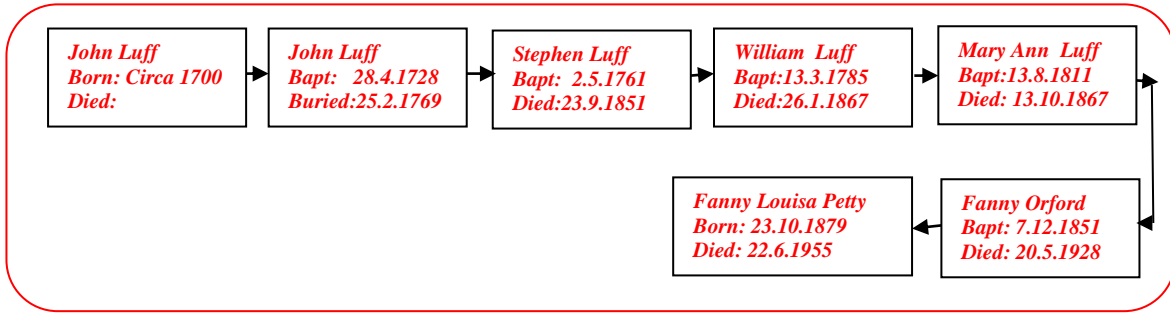 John Luff
Born: Circa 1700
Died:
John Luff
Bapt: 28.4.1728
Buried:25.2.1769
Stephen Luff
Bapt: 2.5.1761
Died:23.9.1851
William Luff
Bapt:13.3.1785
Died:26.1.1867
Mary Ann Luff
Bapt:13.8.1811
Died: 13.10.1867
Fanny Orford
Bapt: 7.12.1851
Died: 20.5.1928
Fanny Louisa Petty
Born: 23.10.1879
Died: 22.6.1955